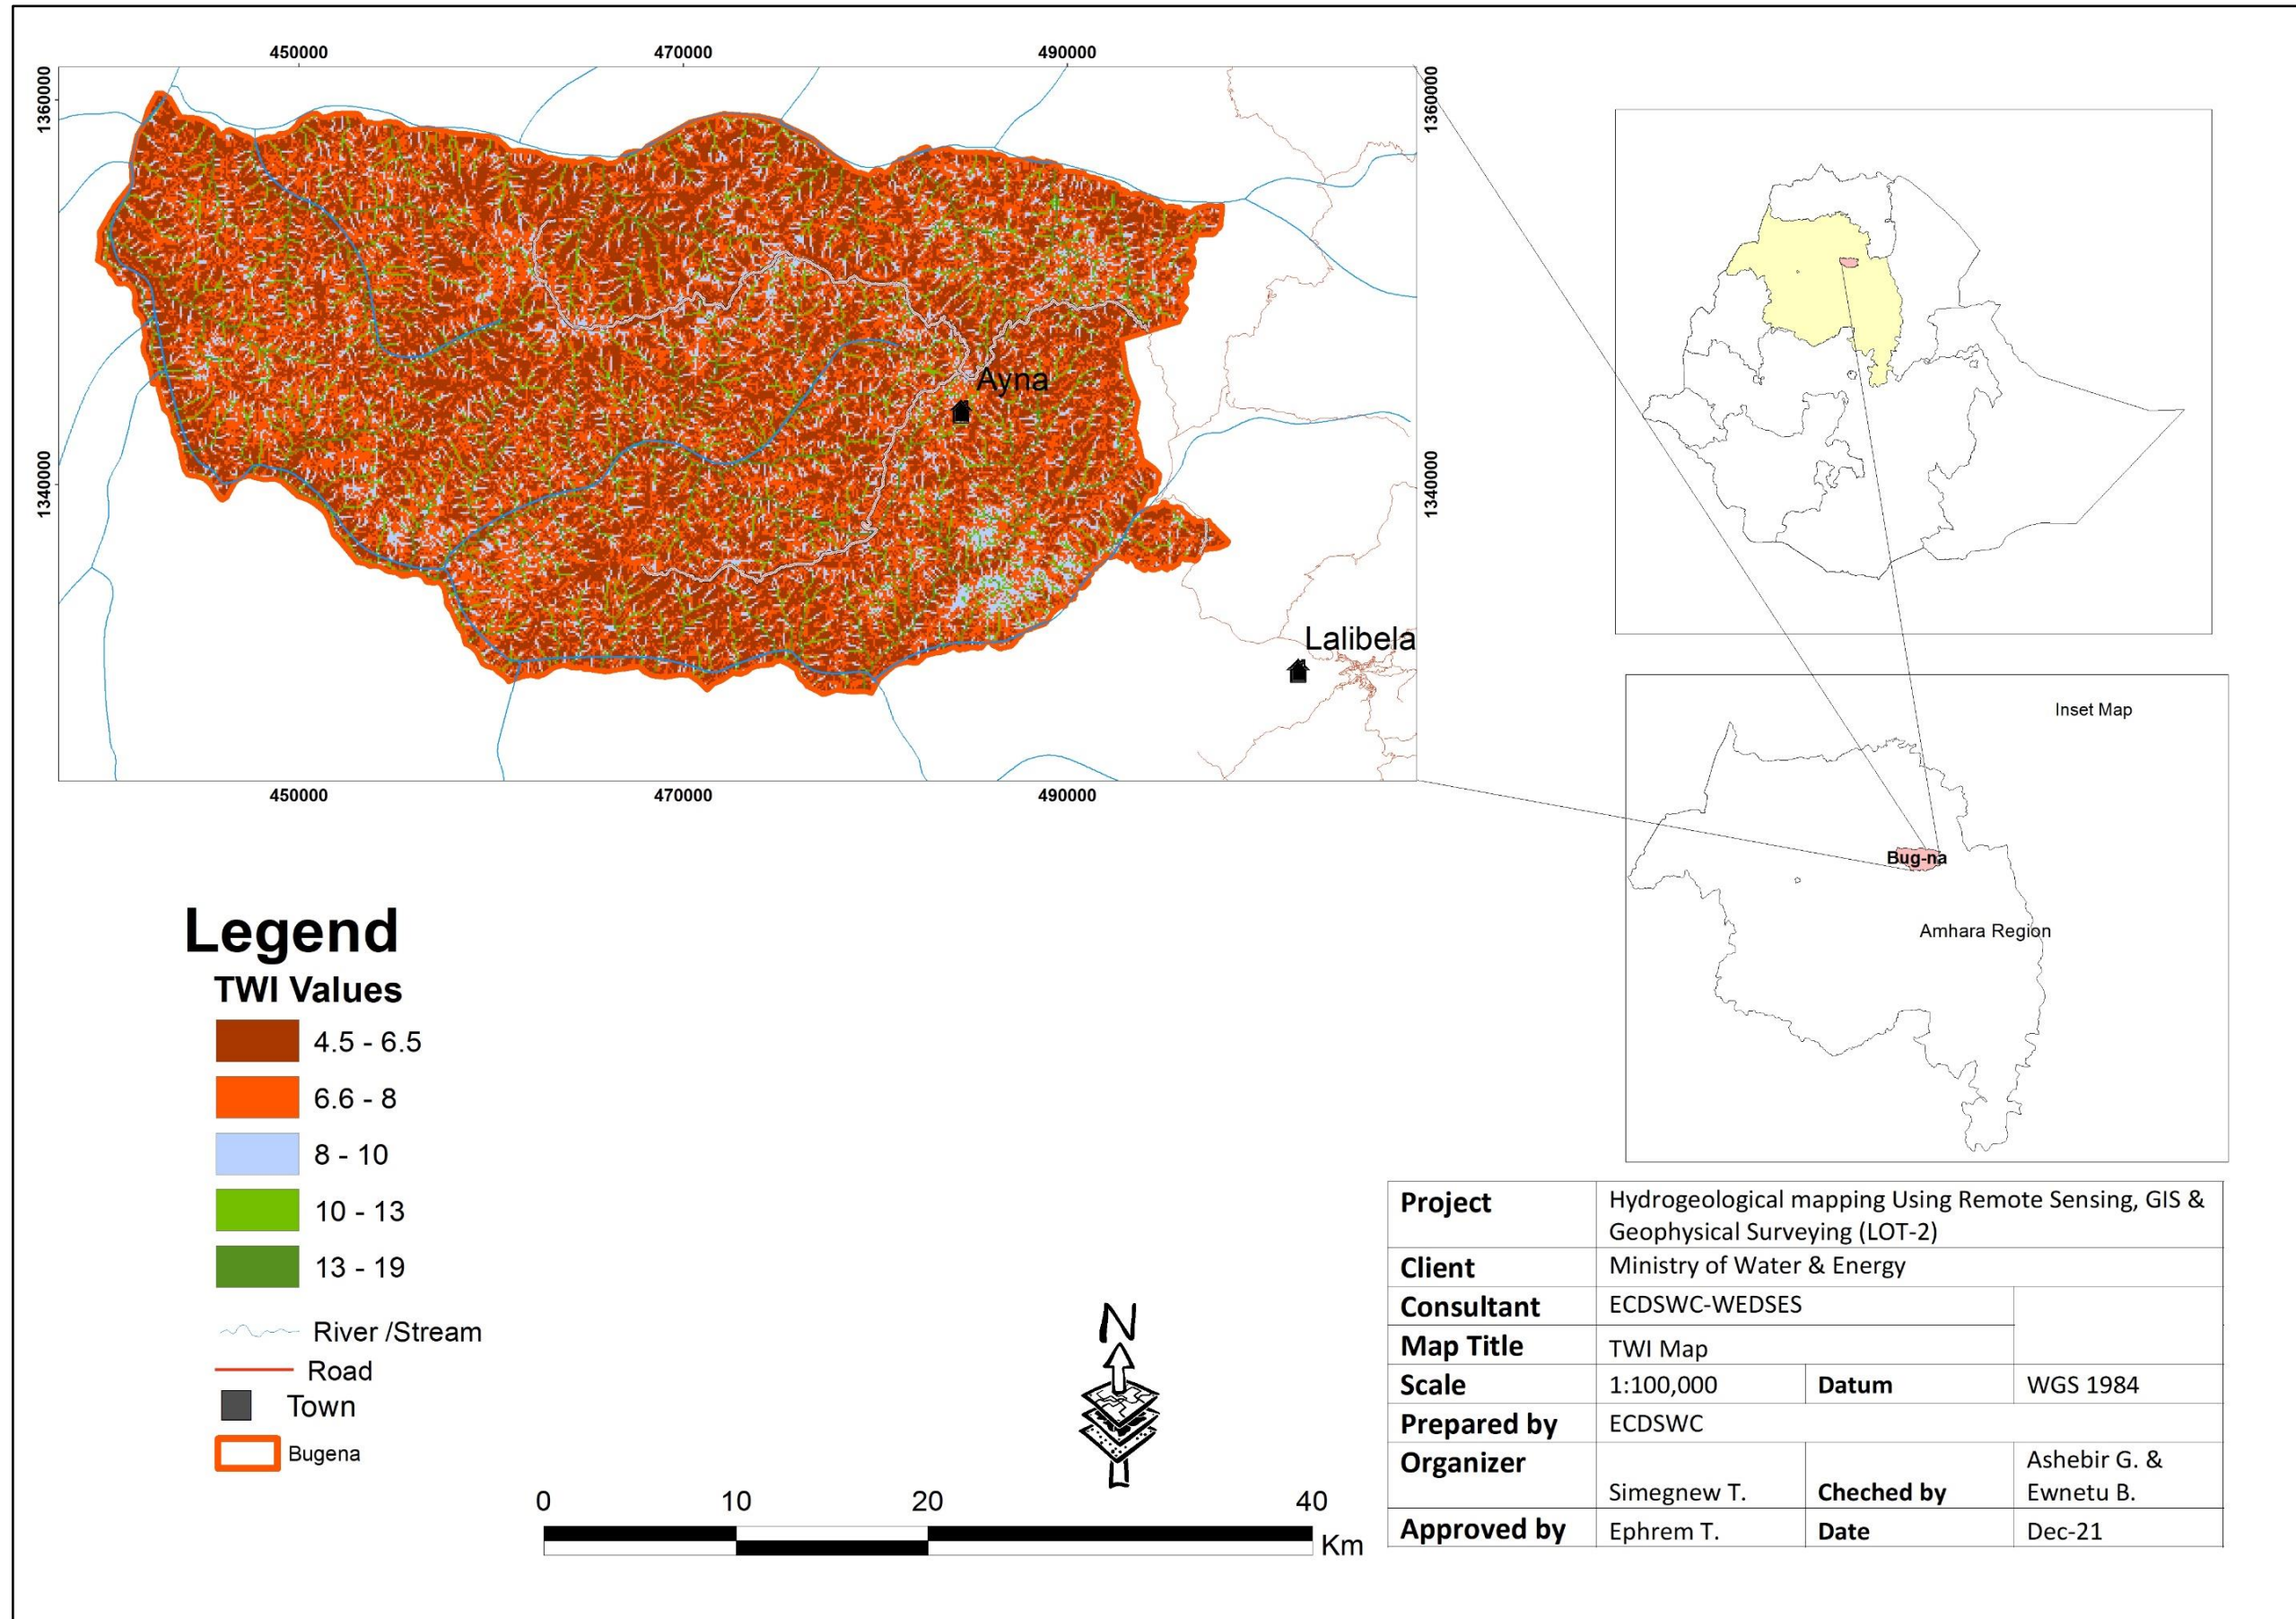 450000 470000 490000
1360000
1360000
1340000
1340000
Ayna
Lalibela
450000 470000 490000
Inset Map
Bug-na
Amhara Region
Legend
TWI Values
4.5 - 6.5
6.6 - 8
8 - 10
10 - 13
13 - 19
River /Stream
Road
Town
Bugena
N
0 10 20 40
Km
Project Hydrogeological mapping Using Remote Sensing, GIS &
Geophysical Surveying (LOT-2)
Client Ministry of Water & Energy
Consultant ECDSWC-WEDSES
Map Title TWI Map
Scale 1:100,000 Datum WGS 1984
Prepared by ECDSWC
Organizer Simegnew T. Cheched by Ashebir G. &
Ewnetu B.
Approved by Ephrem T. Date Dec-21